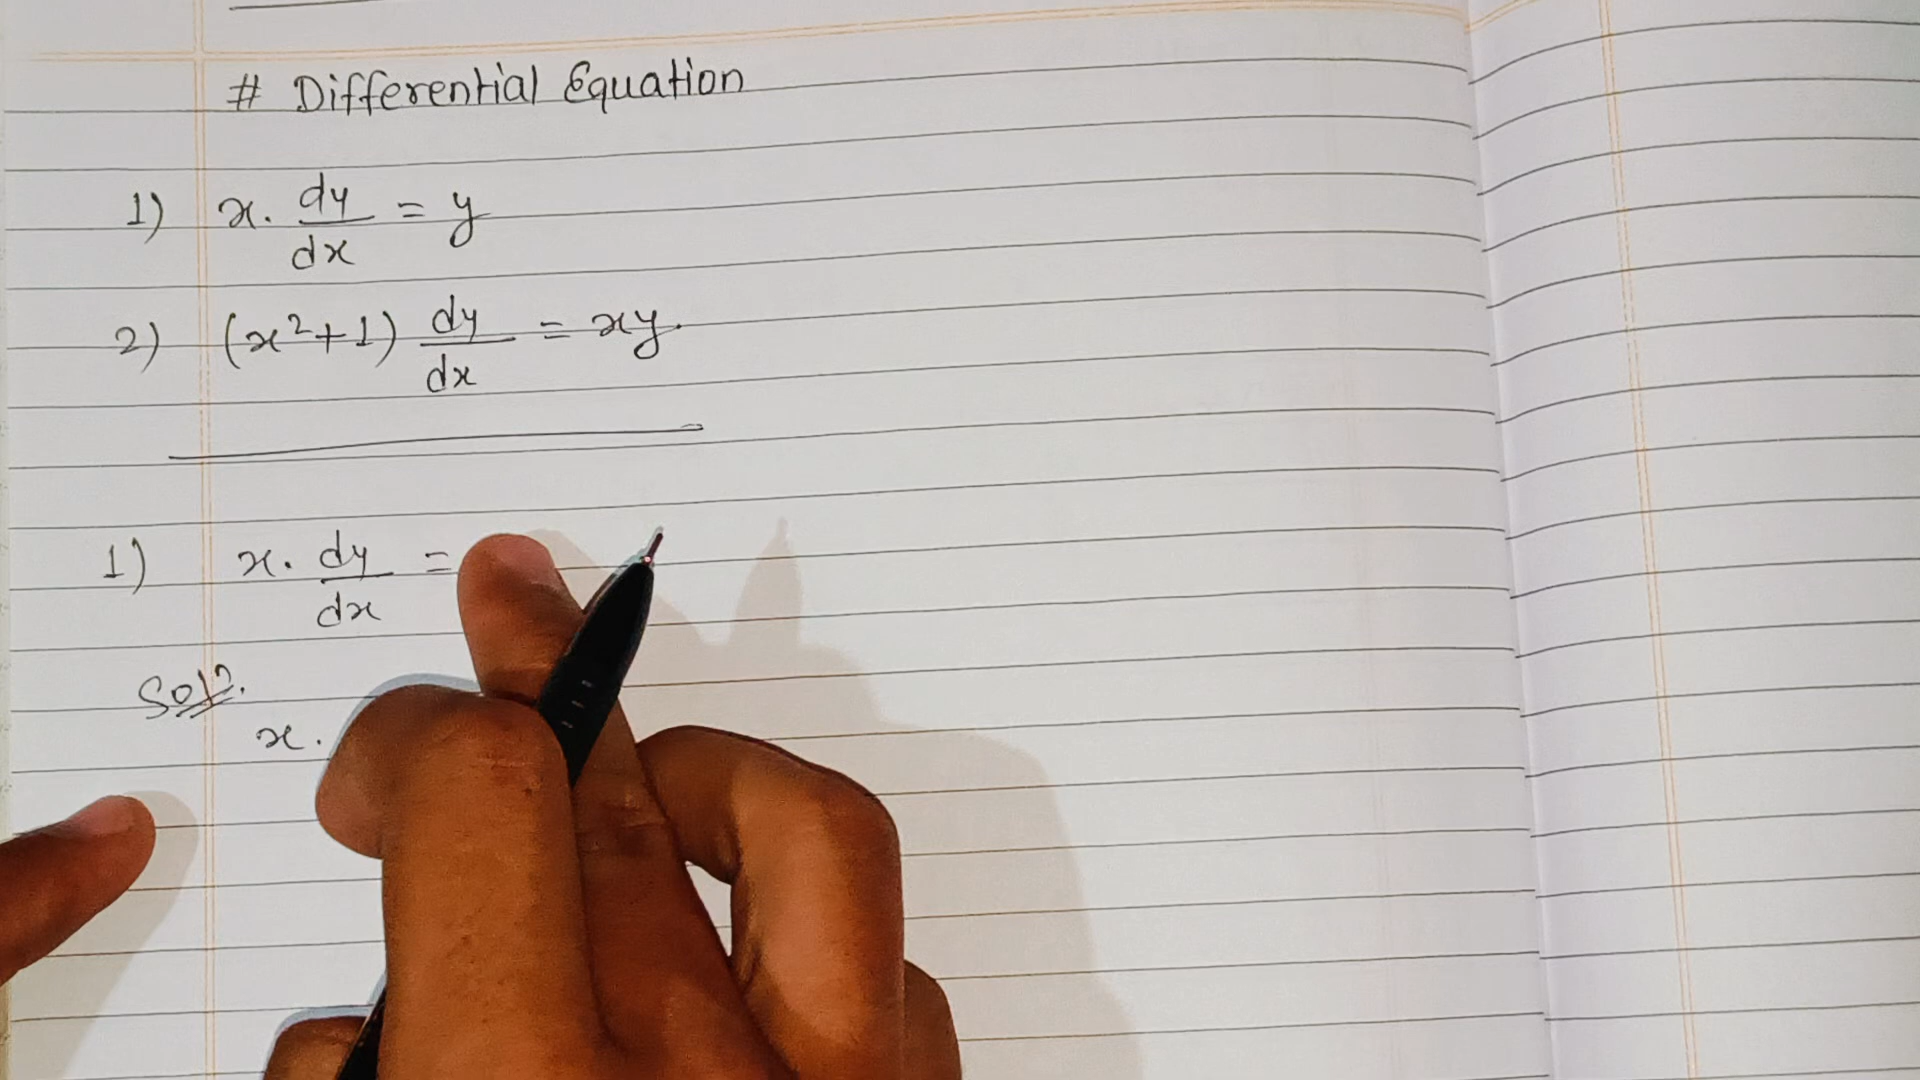 # Differential Equation
1) x. dy/dx = y
2) (x²+1) dy/dx = xy.
1) x. dy/dx =
Solⁿ.
x.